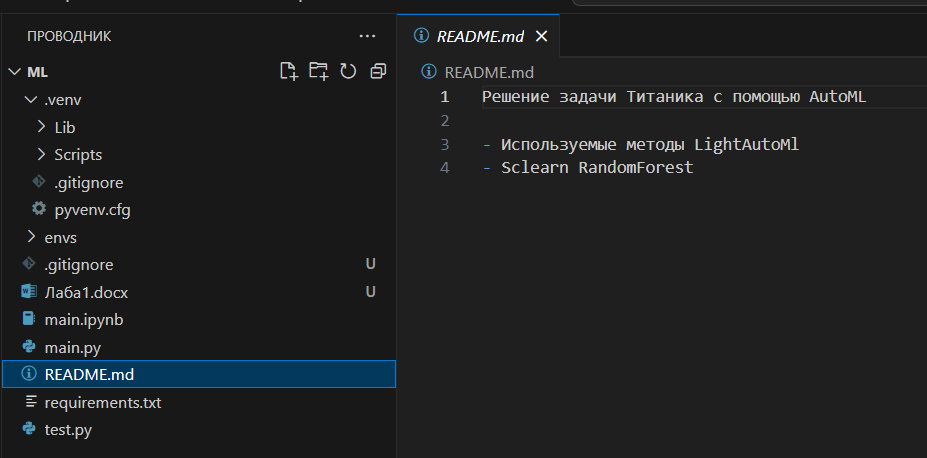 ПРОВОДНИК
ML
.venv
Lib
Scripts
.gitignore
pyvenv.cfg
envs
.gitignore U
Лаба1.docx U
main.ipynb
main.py
README.md
requirements.txt
test.py
README.md
README.md
1 Решение задачи Титаника с помощью AutoML
2
3 - Используемые методы LightAutoMl
4 - Sclearn RandomForest